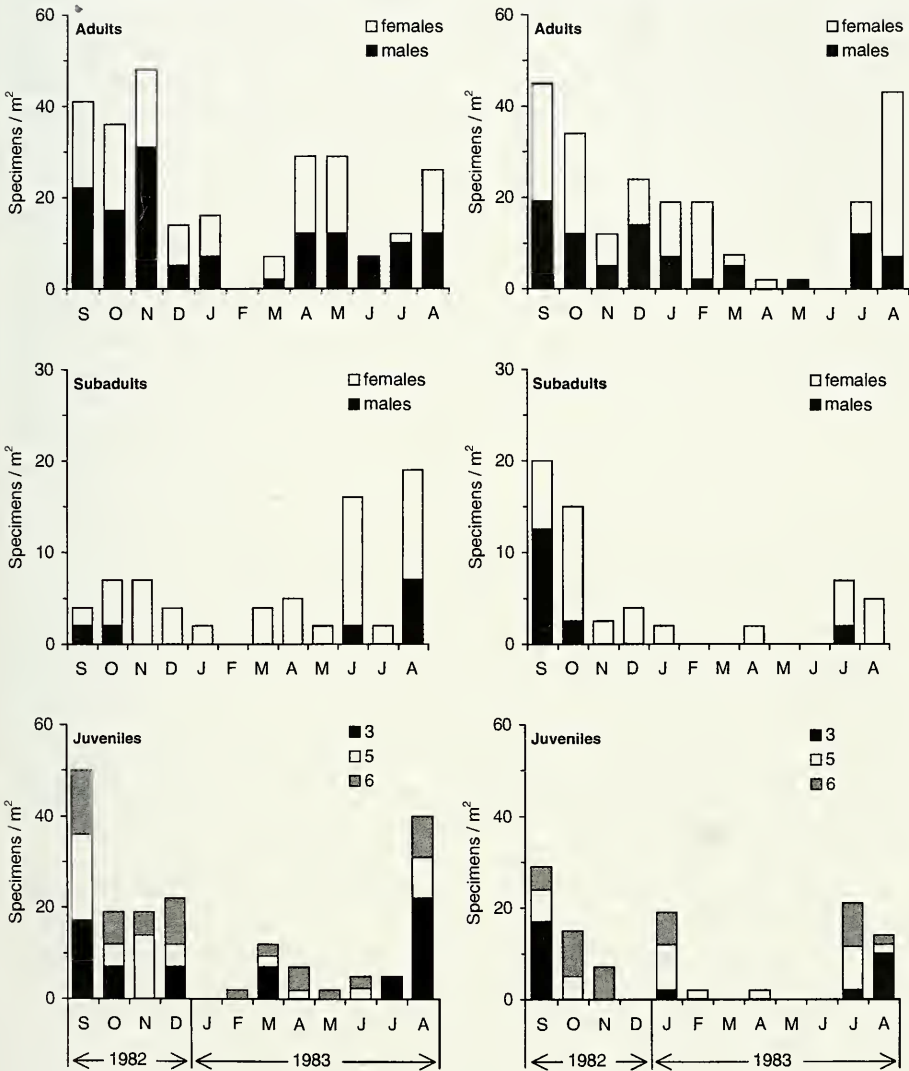 60
Adults
females
males
40
20
0
Specimens / m²
S O N D J F M A M J J A
60
Adults
females
males
40
20
0
Specimens / m²
S O N D J F M A M J J A
30
Subadults
females
males
20
10
0
Specimens / m²
S O N D J F M A M J J A
30
Subadults
females
males
20
10
0
Specimens / m²
S O N D J F M A M J J A
60
Juveniles
3
5
6
40
20
0
Specimens / m²
S O N D J F M A M J J A
1982 1983
60
Juveniles
3
5
6
40
20
0
Specimens / m²
S O N D J F M A M J J A
1982 1983